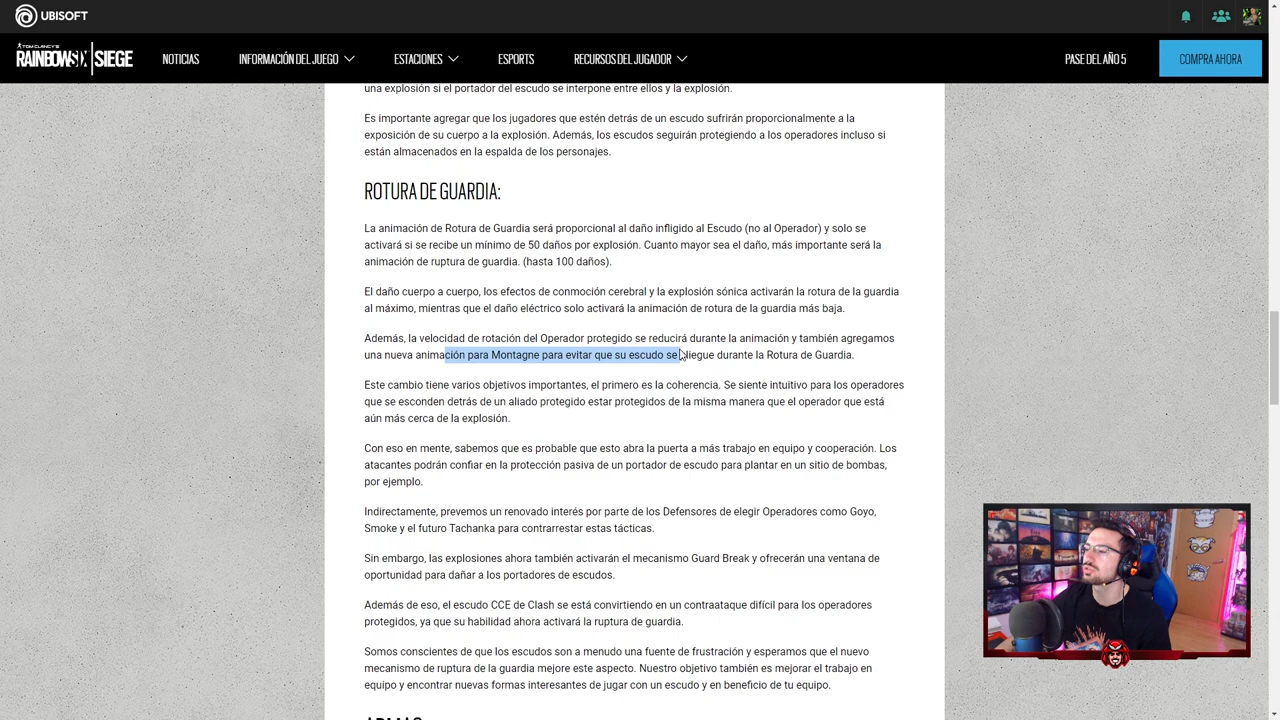 UBISOFT
TOM CLANCY'S
RAINBOW SIX | SIEGE
NOTICIAS
INFORMACIÓN DEL JUEGO
ESTACIONES
ESPORTS
RECURSOS DEL JUGADOR
PASE DEL AÑO 5
COMPRA AHORA
una explosión si el portador del escudo se interpone entre ellos y la explosión.
Es importante agregar que los jugadores que estén detrás de un escudo sufrirán proporcionalmente a la
exposición de su cuerpo a la explosión. Además, los escudos seguirán protegiendo a los operadores incluso si
están almacenados en la espalda de los personajes.
ROTURA DE GUARDIA:
La animación de Rotura de Guardia será proporcional al daño infligido al Escudo (no al Operador) y solo se
activará si se recibe un mínimo de 50 daños por explosión. Cuanto mayor sea el daño, más importante será la
animación de ruptura de guardia. (hasta 100 daños).
El daño cuerpo a cuerpo, los efectos de conmoción cerebral y la explosión sónica activarán la rotura de la guardia
al máximo, mientras que el daño eléctrico solo activará la animación de rotura de la guardia más baja.
Además, la velocidad de rotación del Operador protegido se reducirá durante la animación y también agregamos
una nueva animación para Montagne para evitar que su escudo se pliegue durante la Rotura de Guardia.
Este cambio tiene varios objetivos importantes, el primero es la coherencia. Se siente intuitivo para los operadores
que se esconden detrás de un aliado protegido estar protegidos de la misma manera que el operador que está
aún más cerca de la explosión.
Con eso en mente, sabemos que es probable que esto abra la puerta a más trabajo en equipo y cooperación. Los
atacantes podrán confiar en la protección pasiva de un portador de escudo para plantar en un sitio de bombas,
por ejemplo.
Indirectamente, prevemos un renovado interés por parte de los Defensores de elegir Operadores como Goyo,
Smoke y el futuro Tachanka para contrarrestar estas tácticas.
Sin embargo, las explosiones ahora también activarán el mecanismo Guard Break y ofrecerán una ventana de
oportunidad para dañar a los portadores de escudos.
Además de eso, el escudo CCE de Clash se está convirtiendo en un contraataque difícil para los operadores
protegidos, ya que su habilidad ahora activará la ruptura de guardia.
Somos conscientes de que los escudos son a menudo una fuente de frustración y esperamos que el nuevo
mecanismo de ruptura de la guardia mejore este aspecto. Nuestro objetivo también es mejorar el trabajo en
equipo y encontrar nuevas formas interesantes de jugar con un escudo y en beneficio de tu equipo.